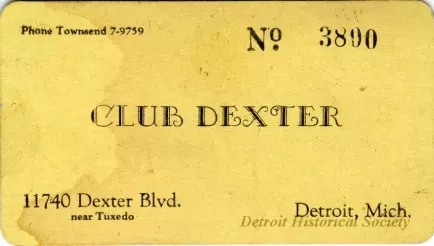 Phone Townsend 7-9759
Nº 3890
CLUB DEXTER
11740 Dexter Blvd.
near Tuxedo
Detroit, Mich.
Detroit Historical Society